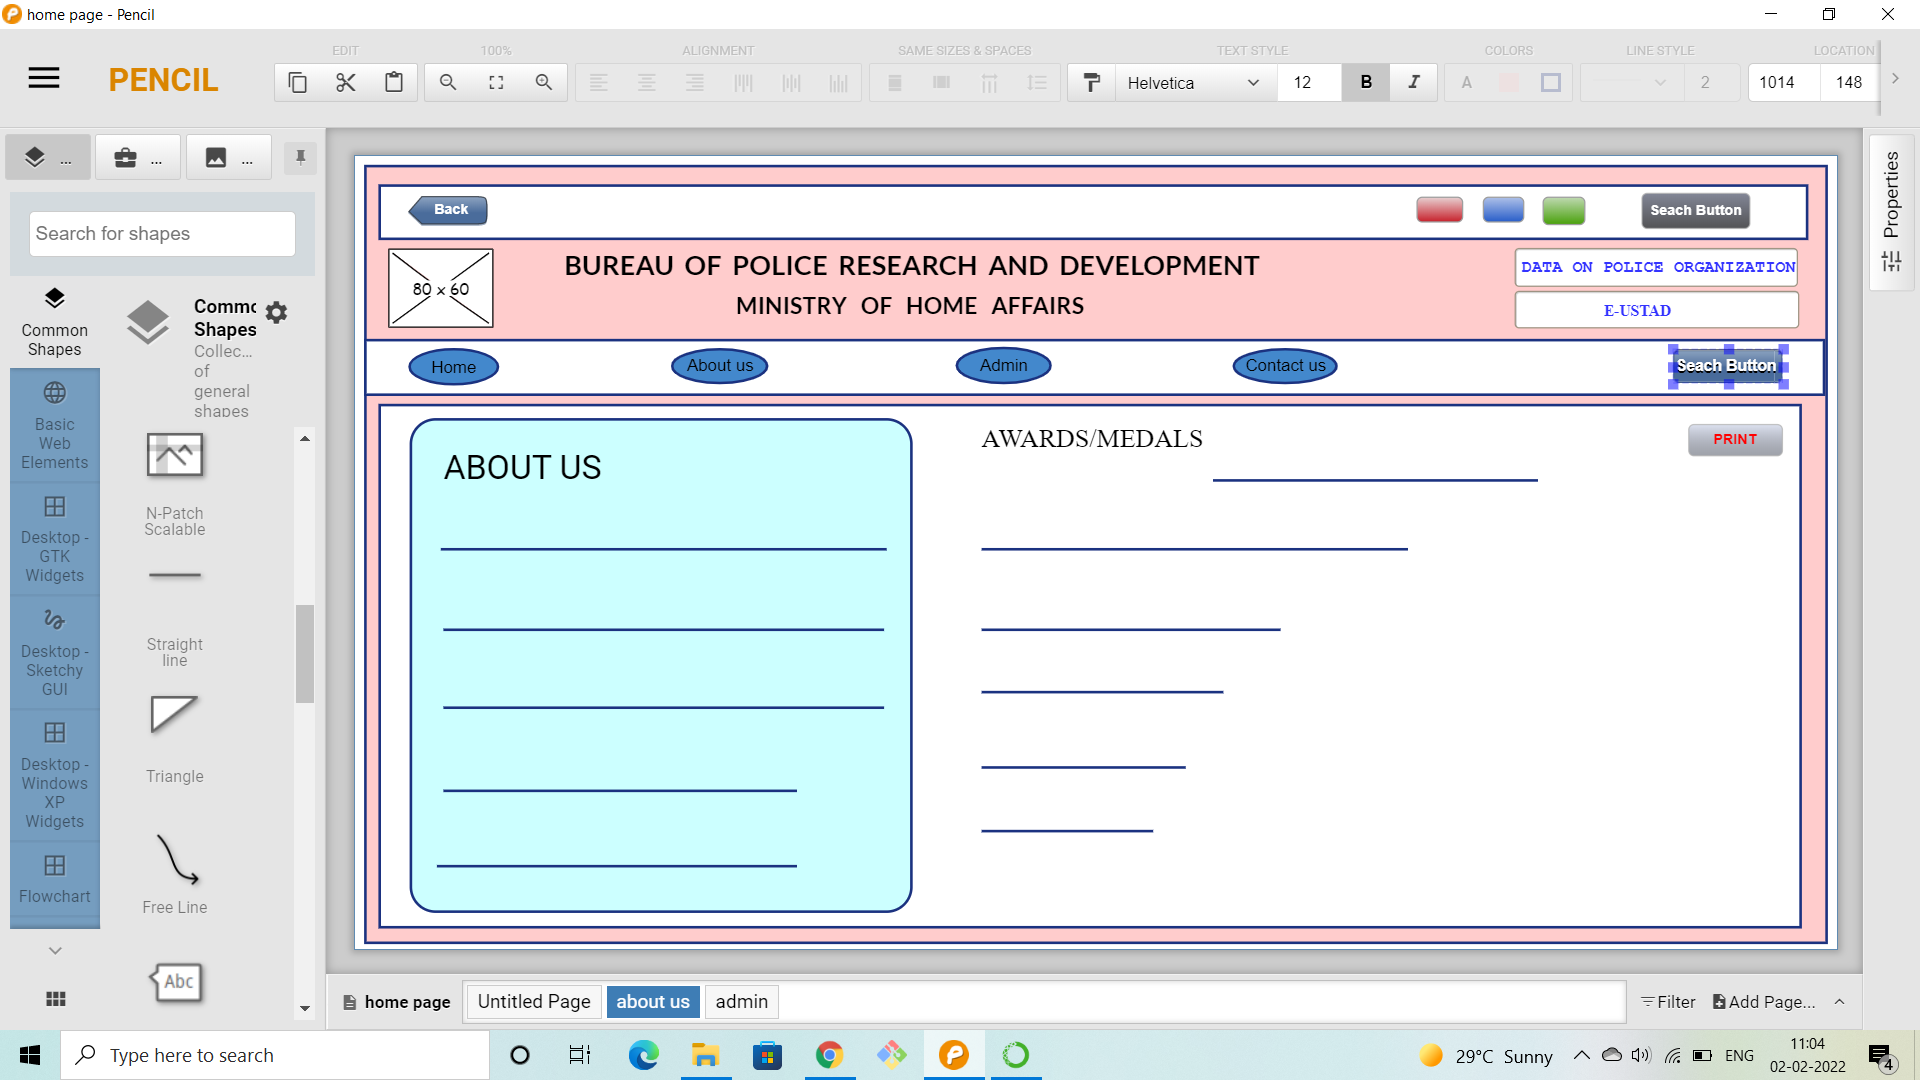 home page - Pencil
EDIT
100%
ALIGNMENT
SAME SIZES & SPACES
TEXT STYLE
COLORS
LINE STYLE
LOCATION
PENCIL
Helvetica
12
B
I
A
2
1014
148
...
...
...
Search for shapes
Common
Shapes
Basic
Web
Elements
Desktop -
GTK
Widgets
Desktop -
Sketchy
GUI
Desktop -
Windows
XP
Widgets
Flowchart
Commo
Shapes
Collec...
of
general
shapes
N-Patch
Scalable
Straight
line
Triangle
Free Line
Abc
Back
Seach Button
80 x 60
BUREAU OF POLICE RESEARCH AND DEVELOPMENT
MINISTRY OF HOME AFFAIRS
DATA ON POLICE ORGANIZATION
E-USTAD
Home
About us
Admin
Contact us
Seach Button
ABOUT US
AWARDS/MEDALS
PRINT
Properties
home page
Untitled Page
about us
admin
Filter
Add Page...
Type here to search
29°C Sunny
ENG
11:04
02-02-2022
4